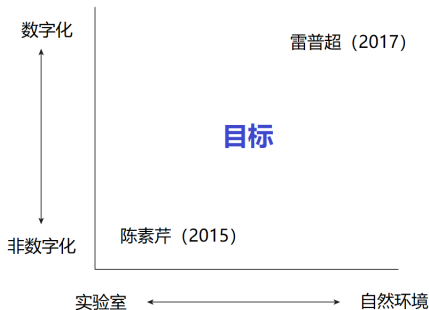 数字化
雷普超（2017）
目标
陈素芹（2015）
非数字化
实验室
自然环境